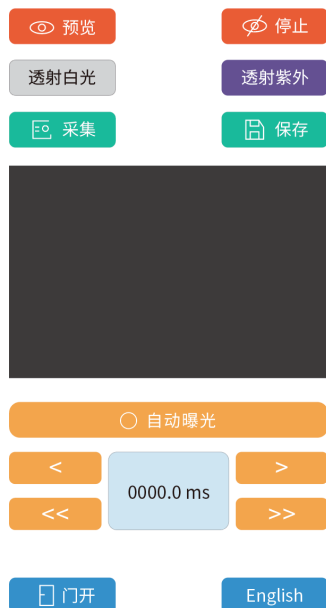 预览 停止
透射白光 透射紫外
采集 保存
自动曝光
< >
0000.0 ms
<< >>
门开 English